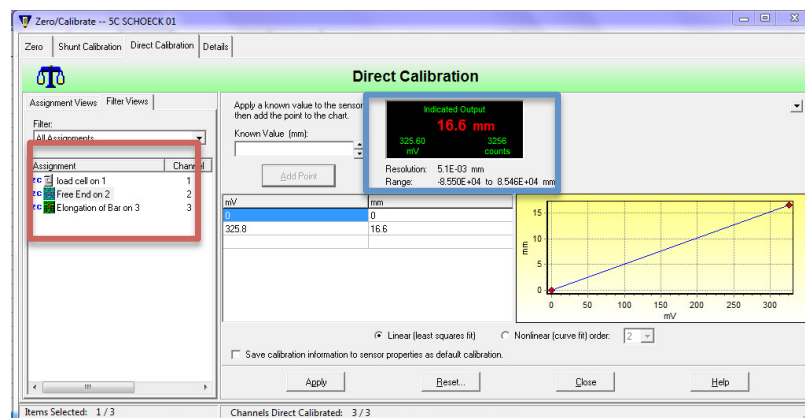 Zero/Calibrate -- 5C SCHOECK 01
Zero Shunt Calibration Direct Calibration Details
Direct Calibration
Assignment Views Filter Views
Filter:
All Assignments
Assignment Channel
zc load cell on 1 1
zc Free End on 2 2
zc Elongation of Bar on 3 3
Apply a known value to the sensor
then add the point to the chart.
Known Value (mm):
Add Point
Indicated Output
16.6 mm
325.60 3256
mV counts
Resolution: 5.1E-03 mm
Range: -8.550E+04 to 8.546E+04 mm
mV mm
0 0
325.8 16.6
15
10
5
0
mm
0 50 100 150 200 250 300
mV
Linear (least squares fit) Nonlinear (curve fit) order: 2
Save calibration information to sensor properties as default calibration.
Apply Reset... Close Help
Items Selected: 1 / 3 Channels Direct Calibrated: 3 / 3